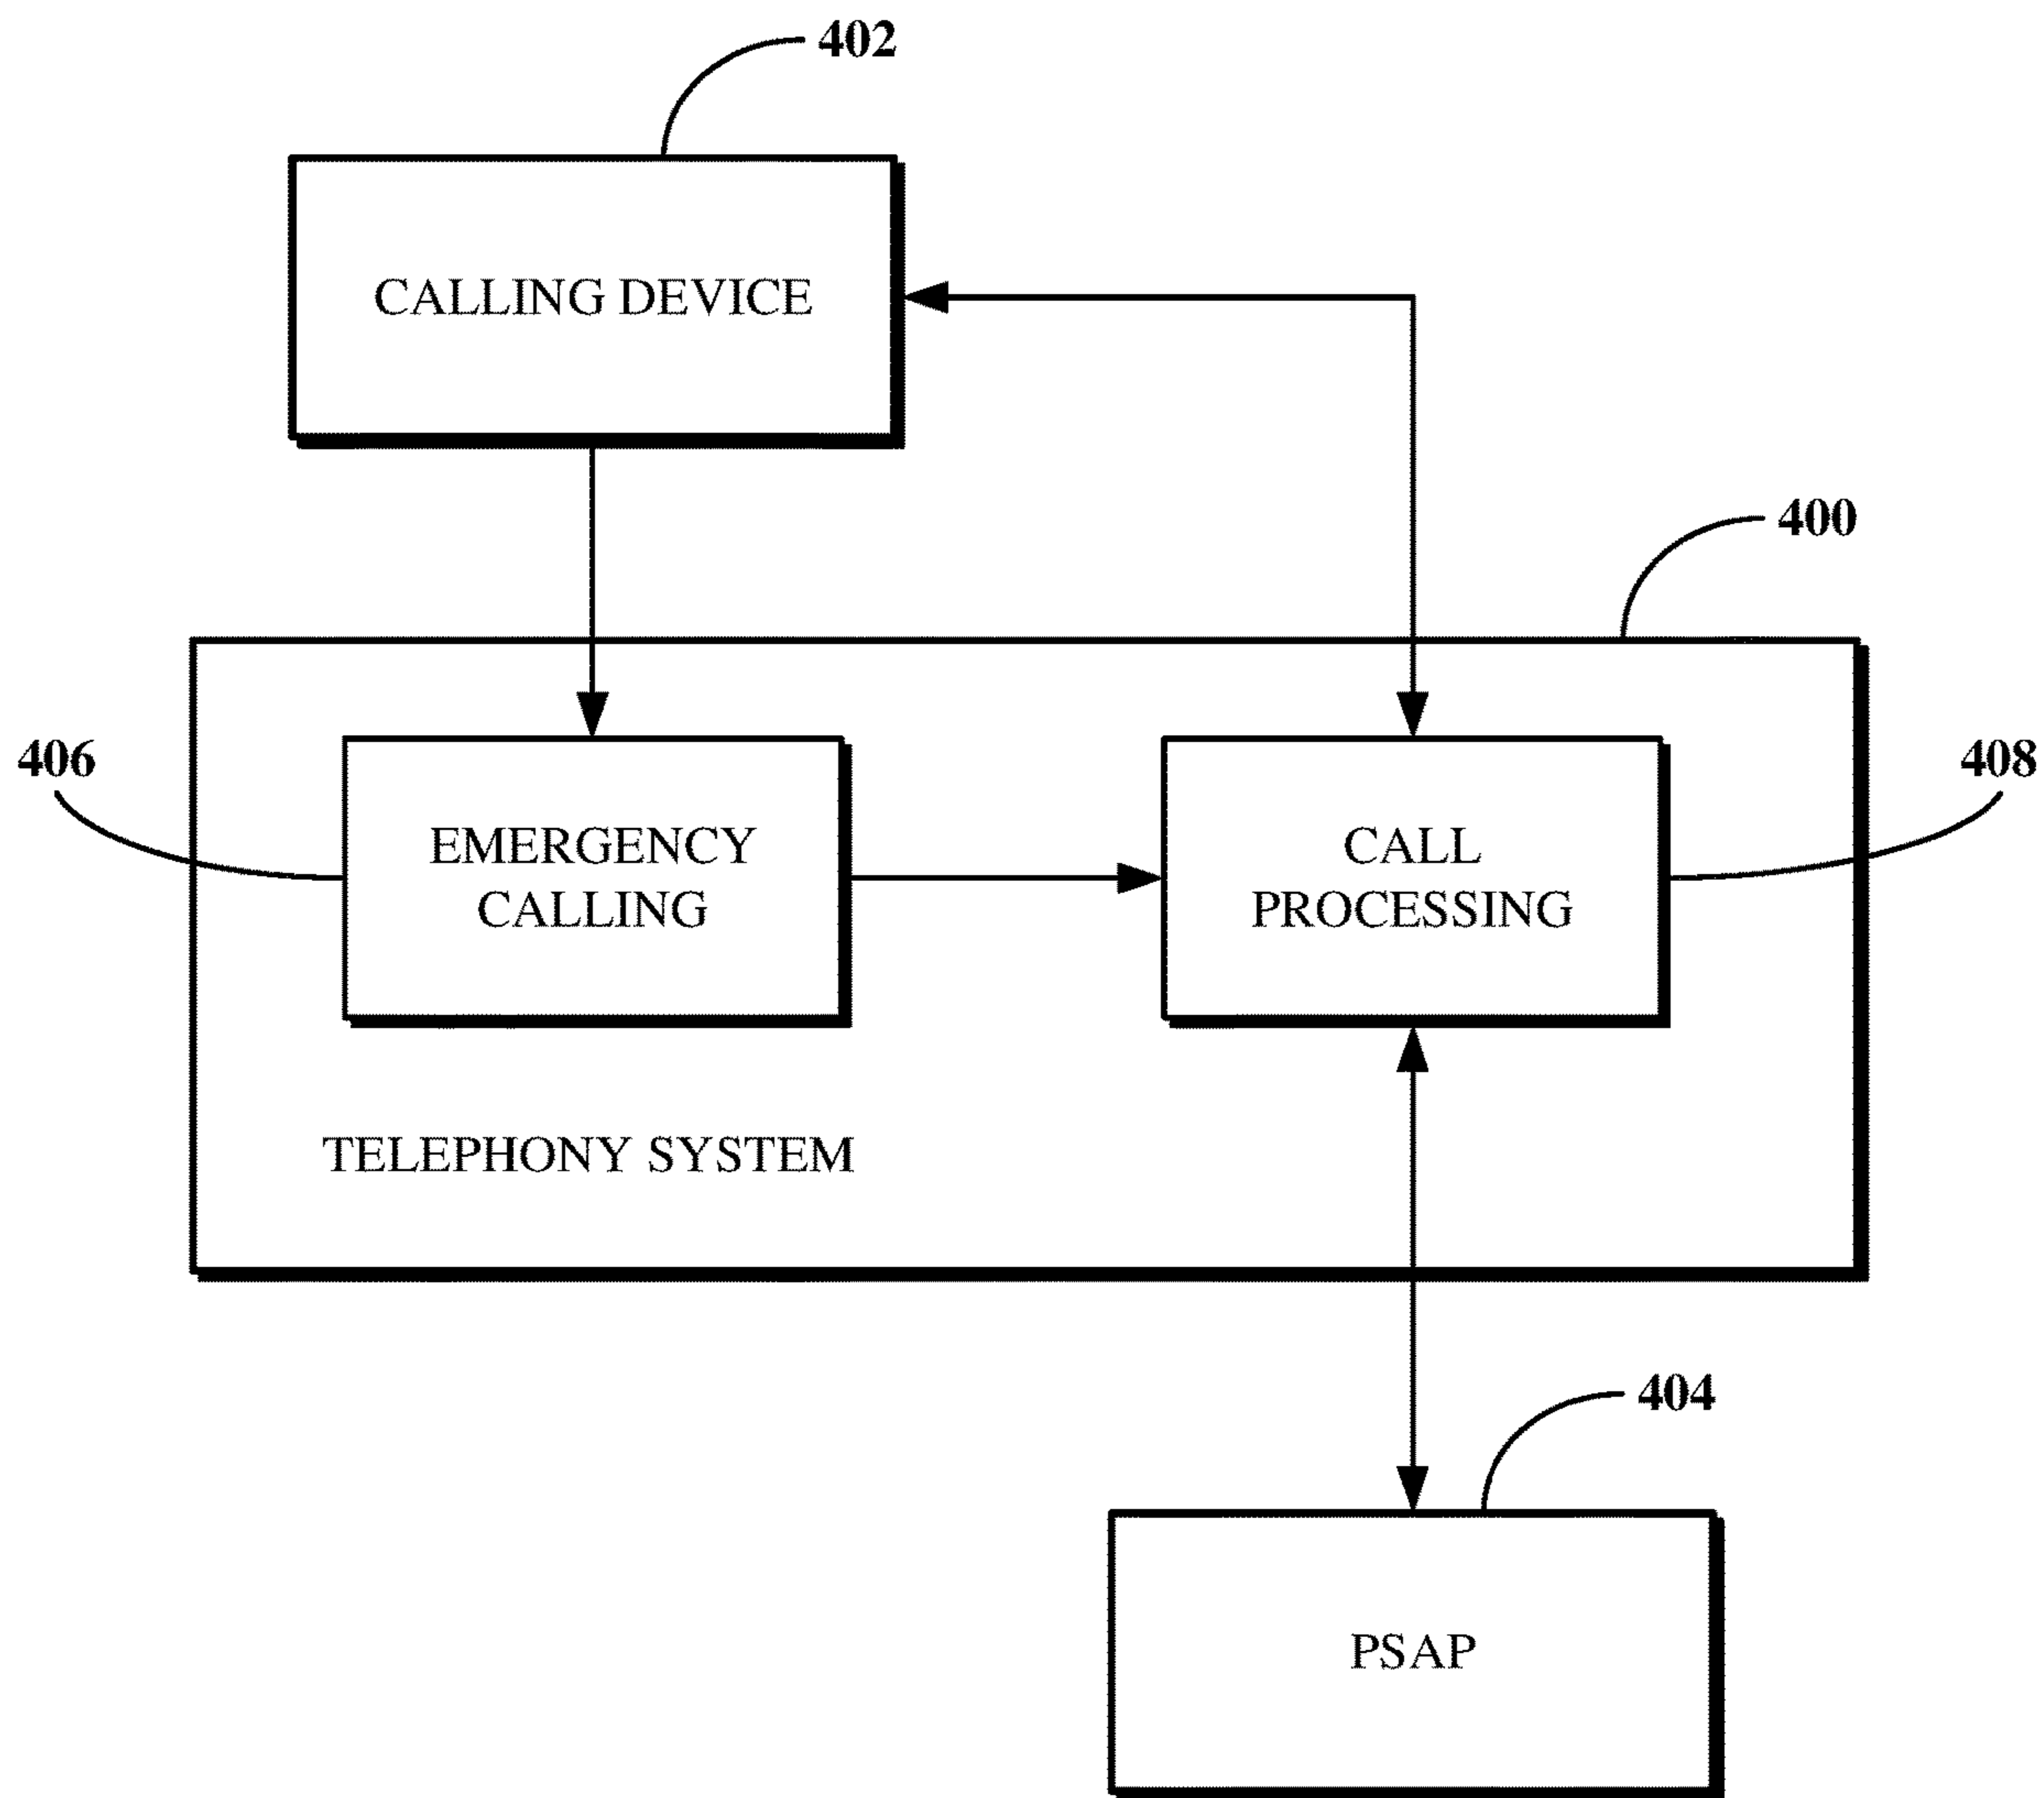 402
CALLING DEVICE
400
406
408
EMERGENCY
CALLING
CALL
PROCESSING
TELEPHONY SYSTEM
404
PSAP